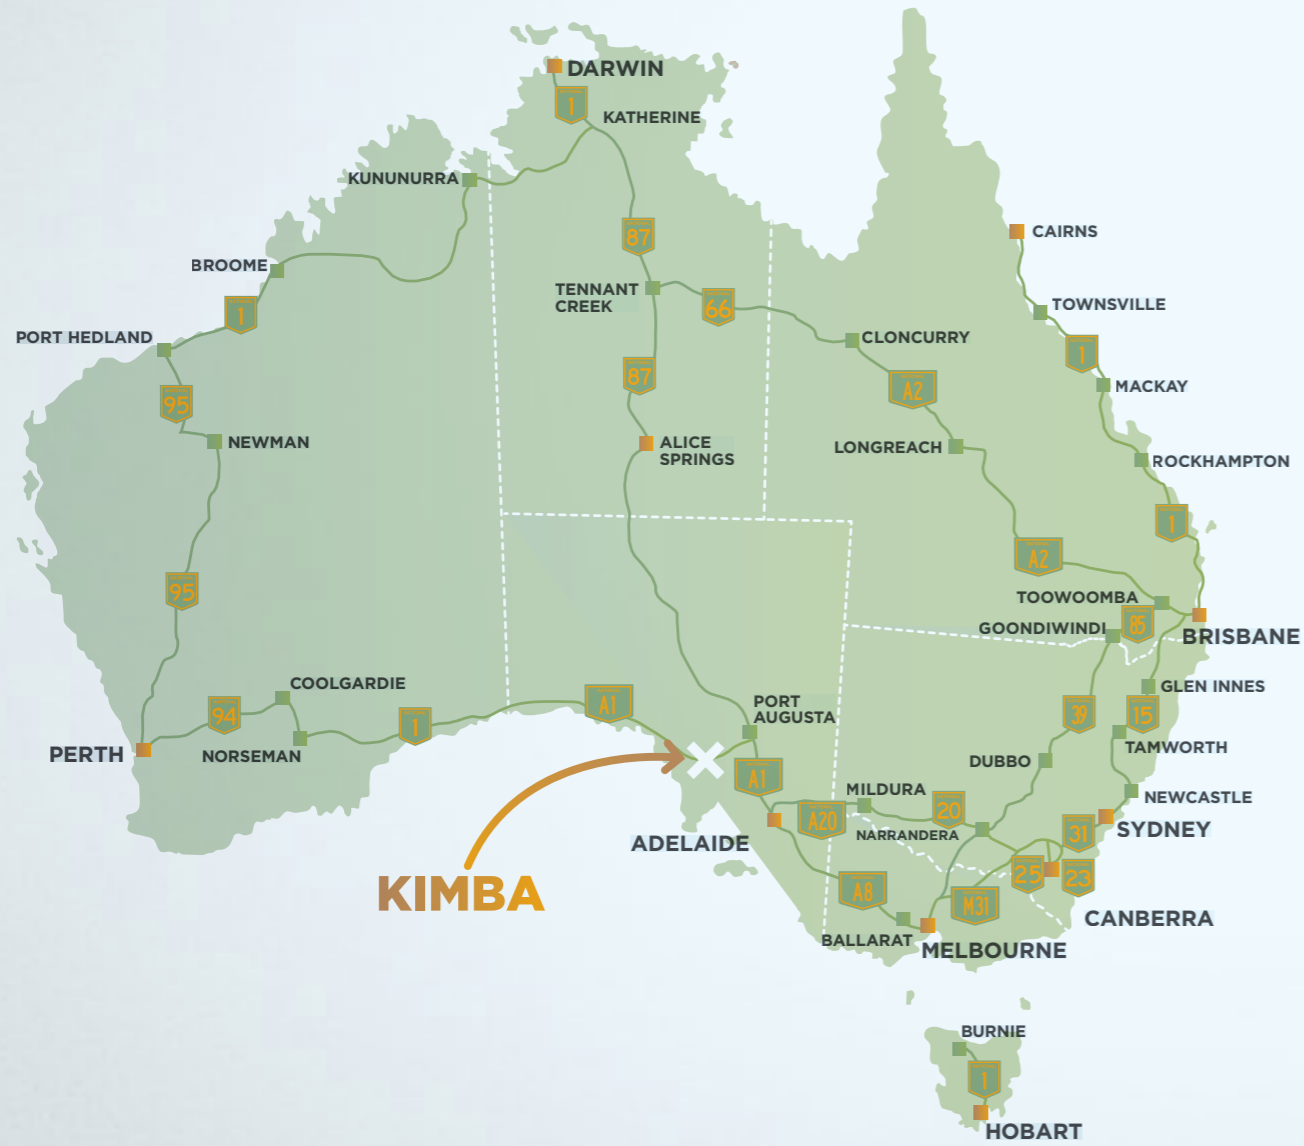 DARWIN
1
KATHERINE
KUNUNURRA
87
CAIRNS
BROOME
TENNANT
CREEK
66
TOWNSVILLE
1
PORT HEDLAND
CLONCURRY
1
87
A2
MACKAY
95
NEWMAN
ALICE
SPRINGS
LONGREACH
ROCKHAMPTON
1
A2
95
TOOWOOMBA
GOONDIWINDI
85
BRISBANE
COOLGARDIE
GLEN INNES
94
1
A1
PORT
AUGUSTA
39
15
PERTH
NORSEMAN
TAMWORTH
DUBBO
A1
MILDURA
NEWCASTLE
20
A20
NARRANDERA
31
SYDNEY
ADELAIDE
25
23
KIMBA
A8
M31
CANBERRA
BALLARAT
MELBOURNE
BURNIE
1
HOBART